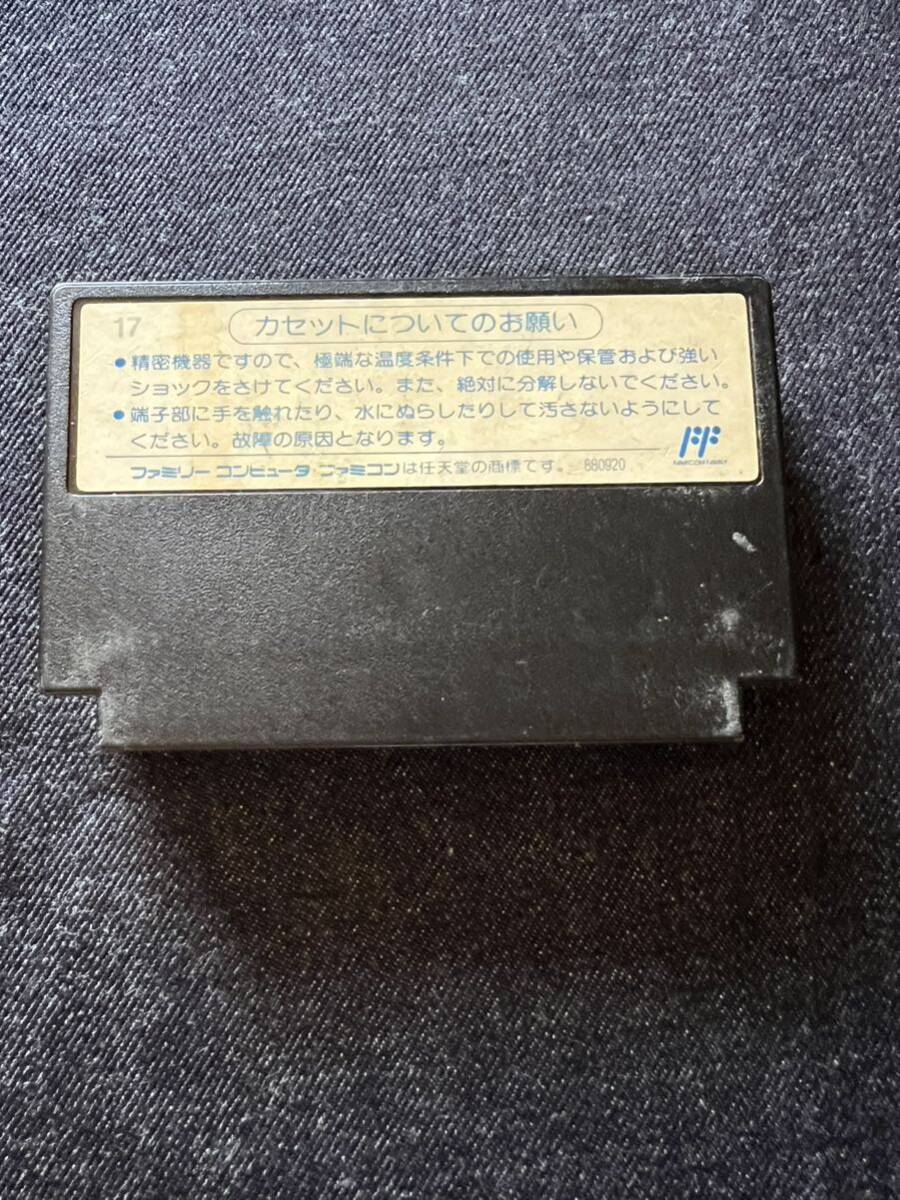 17
カセットについてのお願い
●精密機器ですので、極端な温度条件下での使用や保管および強い
ショックをさけてください。また、絶対に分解しないでください。
●端子部に手を触れたり、水にぬらしたりして汚さないようにして
ください。故障の原因となります。
ファミリーコンピュータ・ファミコンは任天堂の商標です。 880920
FAMICOM FAMILY